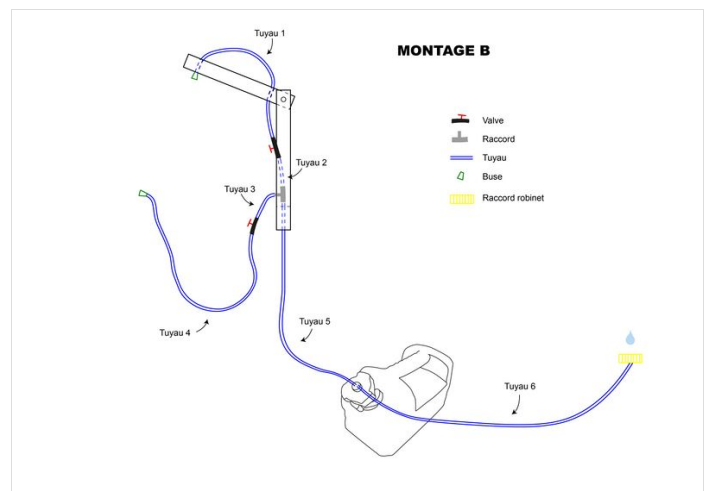 Tuyau 1
MONTAGE B
Valve
Raccord
Tuyau
Buse
Raccord robinet
Tuyau 2
Tuyau 3
Tuyau 4
Tuyau 5
Tuyau 6